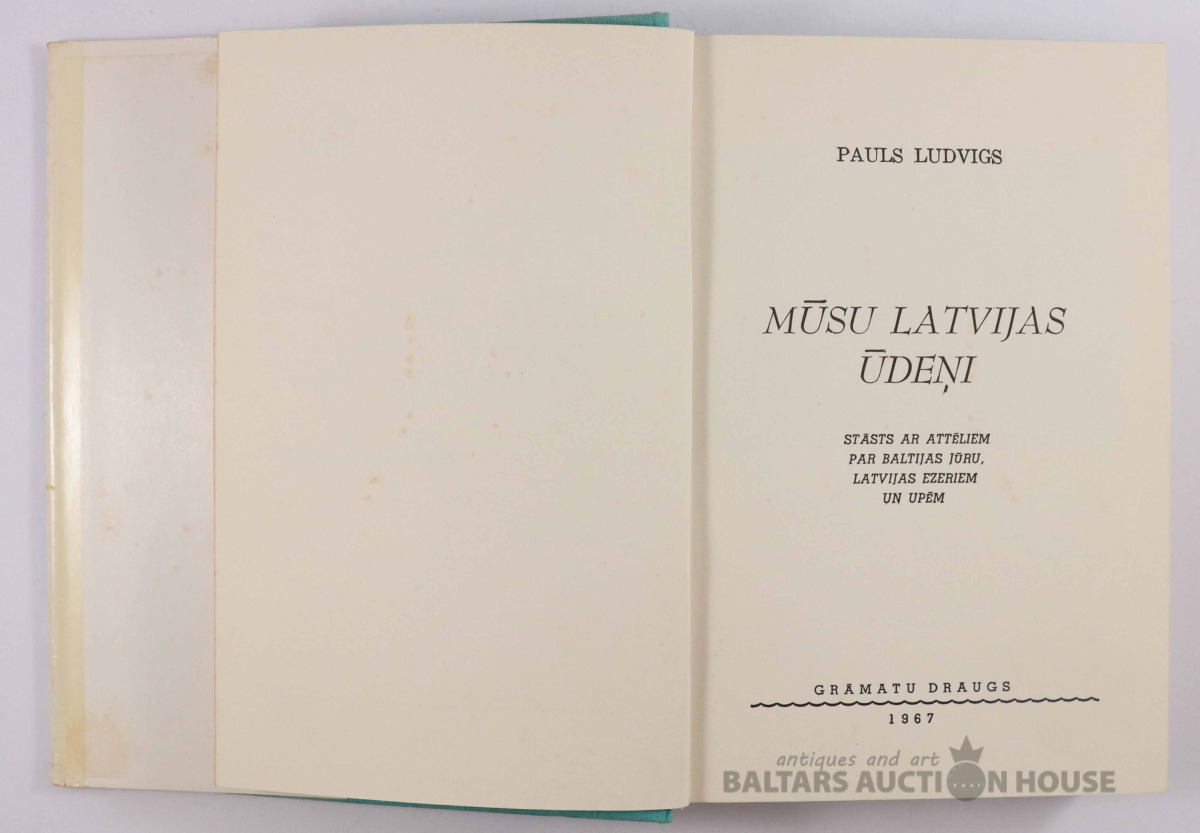 PAULS LUDVIGS
MŪSU LATVIJAS
ŪDEŅI
STĀSTS AR ATTĒLIEM
PAR BALTIJAS JŪRU,
LATVIJAS EZERIEM
UN UPĒM
GRĀMATU DRAUGS
1967
antiques and art
BALTARS AUCTION HOUSE